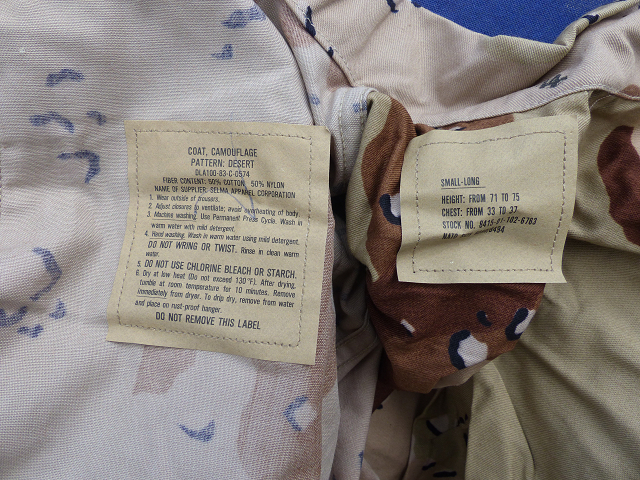 COAT, CAMOUFLAGE
PATTERN: DESERT
DLA100-83-C-0574
FIBER CONTENT: 50% COTTON, 50% NYLON
NAME OF SUPPLIER, SELMA APPAREL CORPORATION
1. Wear outside of trousers.
2. Adjust closures to ventilate; avoid overheating of body
3. Machine washing. Use Permanent Press Cycle. Wash in
warm water with mild detergent.
4. Hand washing. Wash in warm water using mild detergent.
DO NOT WRING OR TWIST. Rinse in clean warm
water.
5. DO NOT USE CHLORINE BLEACH OR STARCH.
6. Dry at low heat (Do not exceed 130°F). After drying,
tumble at room temperature for 10 minutes. Remove
immediately from dryer. To drip dry, remove from water
and place on rust-proof hanger.
DO NOT REMOVE THIS LABEL
SMALL-LONG
HEIGHT: FROM 71 TO 75
CHEST: FROM 33 TO 37
STOCK NO. 8415-01-102-6783